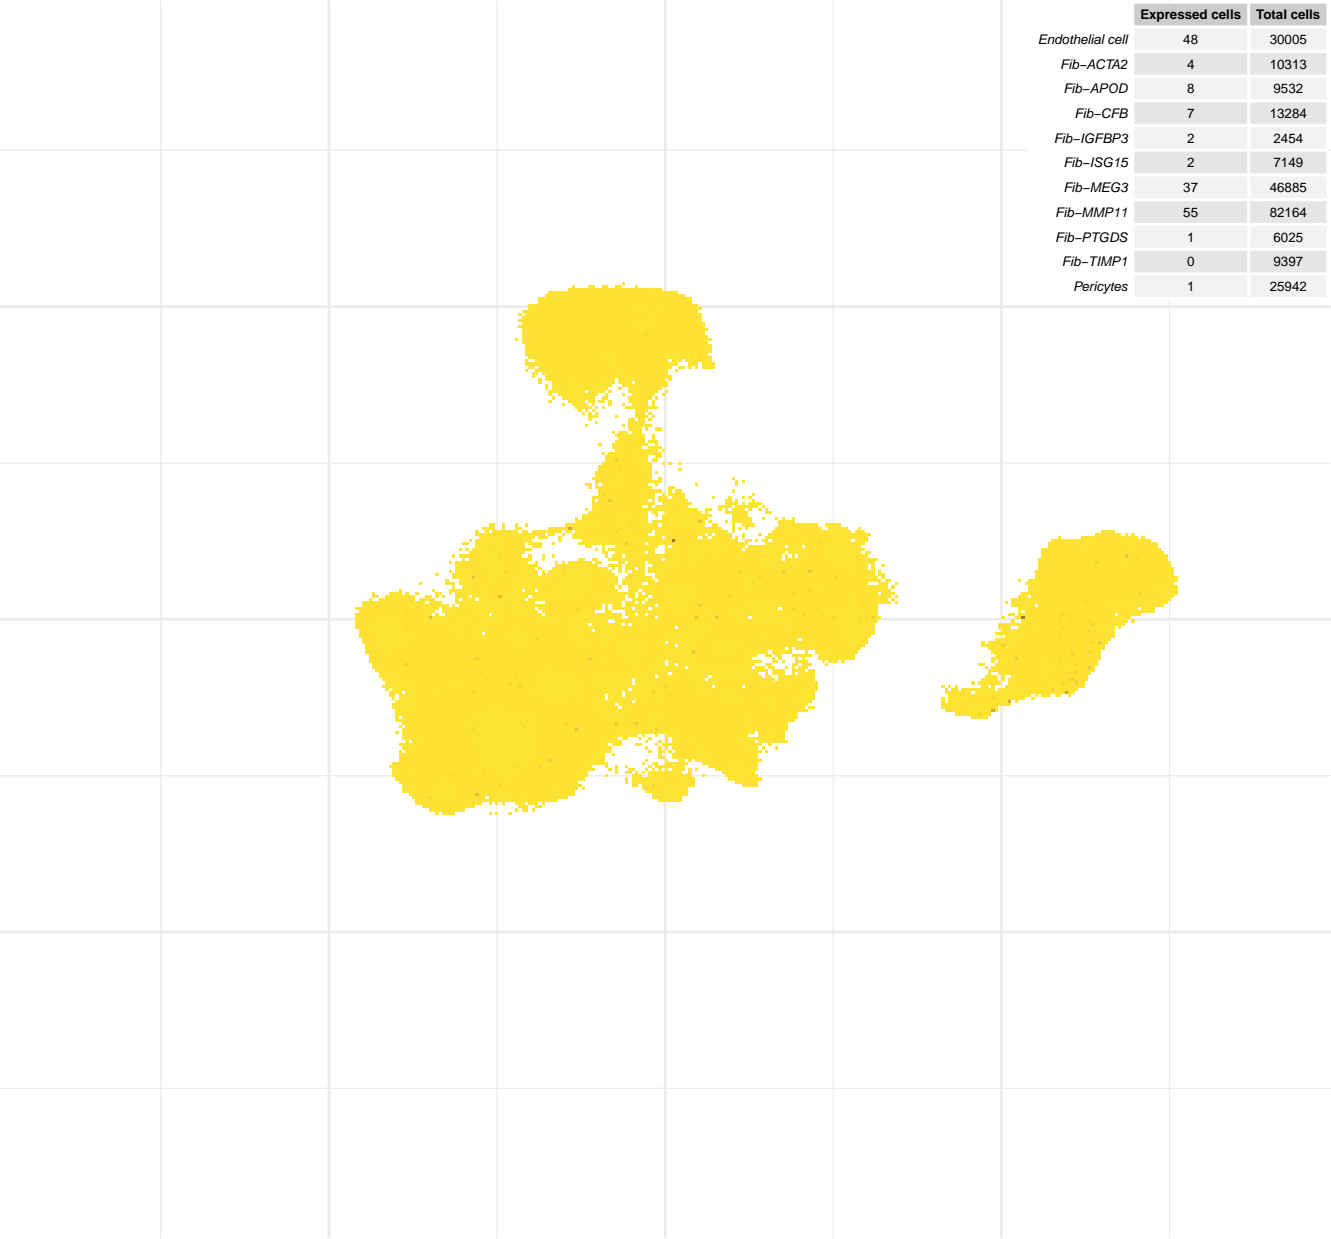 Expressed cells Total cells
Endothelial cell 48 30005
Fib−ACTA2 4 10313
Fib−APOD 8 9532
Fib−CFB 7 13284
Fib−IGFBP3 2 2454
Fib−ISG15 2 7149
Fib−MEG3 37 46885
Fib−MMP11 55 82164
Fib−PTGDS 1 6025
Fib−TIMP1 0 9397
Pericytes 1 25942